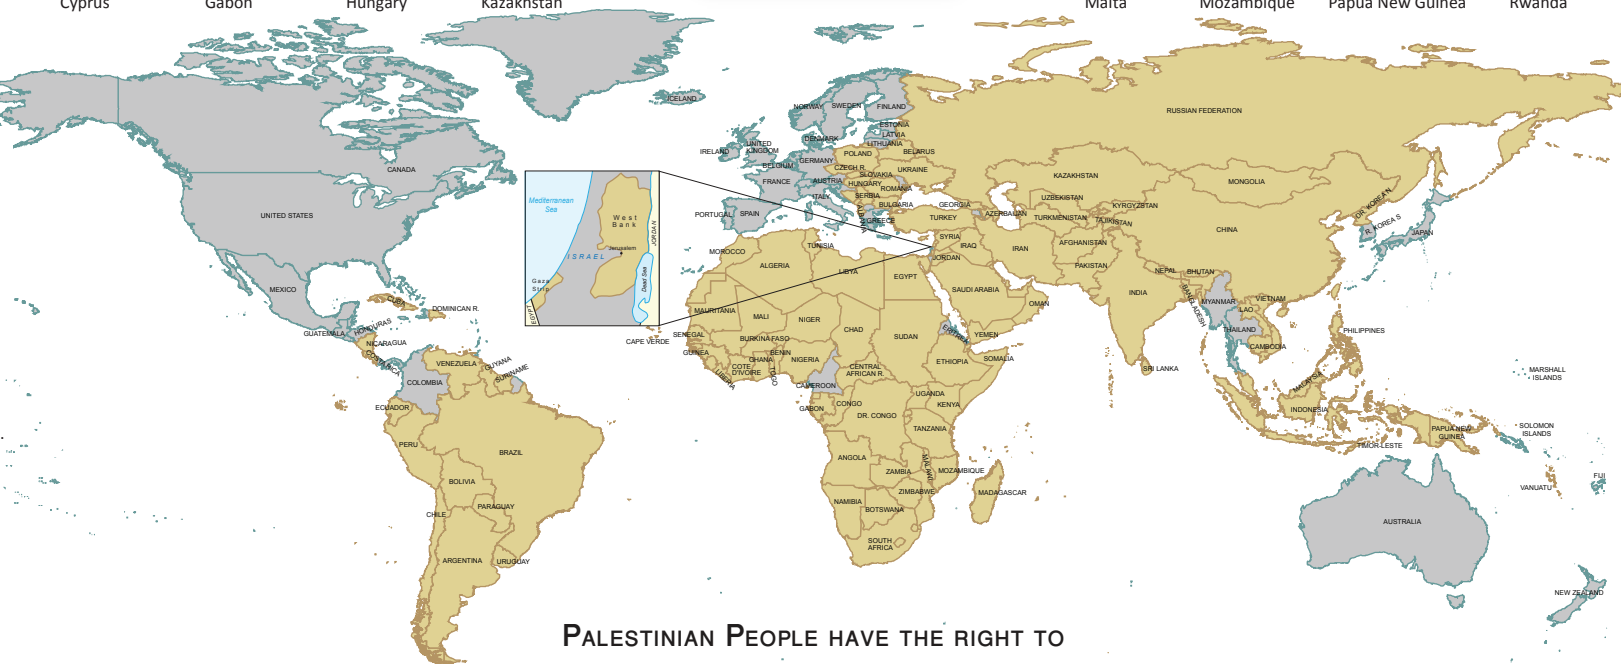 Cyprus Gabon Hungary Kazakhstan Malta Mozambique Papua New Guinea Rwanda
ICELAND
NORWAY
SWEDEN
FINLAND
ESTONIA
LATVIA
LITHUANIA
DENMARK
IRELAND
UNITED
KINGDOM
BELGIUM
GERMANY
POLAND
BELARUS
CZECH R.
SLOVAKIA
UKRAINE
FRANCE
AUSTRIA
HUNGARY
ROMANIA
ITALY
SERBIA
BULGARIA
ALBANIA
GREECE
PORTUGAL
SPAIN
RUSSIAN FEDERATION
KAZAKHSTAN
MONGOLIA
UZBEKISTAN
KYRGYZSTAN
GEORGIA
AZERBAIJAN
TURKMENISTAN
TAJIKISTAN
TURKEY
DR. KOREA N.
R. KOREA S
JAPAN
CHINA
SYRIA
IRAQ
IRAN
AFGHANISTAN
JORDAN
PAKISTAN
NEPAL
BHUTAN
INDIA
BANGLADESH
MYANMAR
VIETNAM
LAO
THAILAND
CAMBODIA
PHILIPPINES
SRI LANKA
MALAYSIA
INDONESIA
TIMOR-LESTE
PAPUA NEW
GUINEA
MARSHALL
ISLANDS
SOLOMON
ISLANDS
VANUATU
FIJI
AUSTRALIA
NEW ZEALAND
SAUDI ARABIA
OMAN
YEMEN
CANADA
UNITED STATES
MEXICO
CUBA
DOMINICAN R.
GUATEMALA
HONDURAS
NICARAGUA
COSTA RICA
VENEZUELA
GUYANA
SURINAME
COLOMBIA
ECUADOR
PERU
BRAZIL
BOLIVIA
PARAGUAY
CHILE
ARGENTINA
URUGUAY
Mediterranean
Sea
West
Bank
JORDAN
Jerusalem
ISRAEL
Dead Sea
Gaza
Strip
EGYPT
MOROCCO
TUNISIA
ALGERIA
LIBYA
EGYPT
MAURITANIA
MALI
NIGER
CHAD
SUDAN
ERITREA
CAPE VERDE
SENEGAL
GUINEA
BURKINA FASO
BENIN
GHANA
COTE
D'IVOIRE
TOGO
LIBERIA
NIGERIA
CENTRAL
AFRICAN R.
ETHIOPIA
SOMALIA
CAMEROON
GABON
CONGO
DR. CONGO
UGANDA
KENYA
TANZANIA
ANGOLA
ZAMBIA
MALAWI
MOZAMBIQUE
ZIMBABWE
NAMIBIA
BOTSWANA
MADAGASCAR
SOUTH
AFRICA
PALESTINIAN PEOPLE HAVE THE RIGHT TO